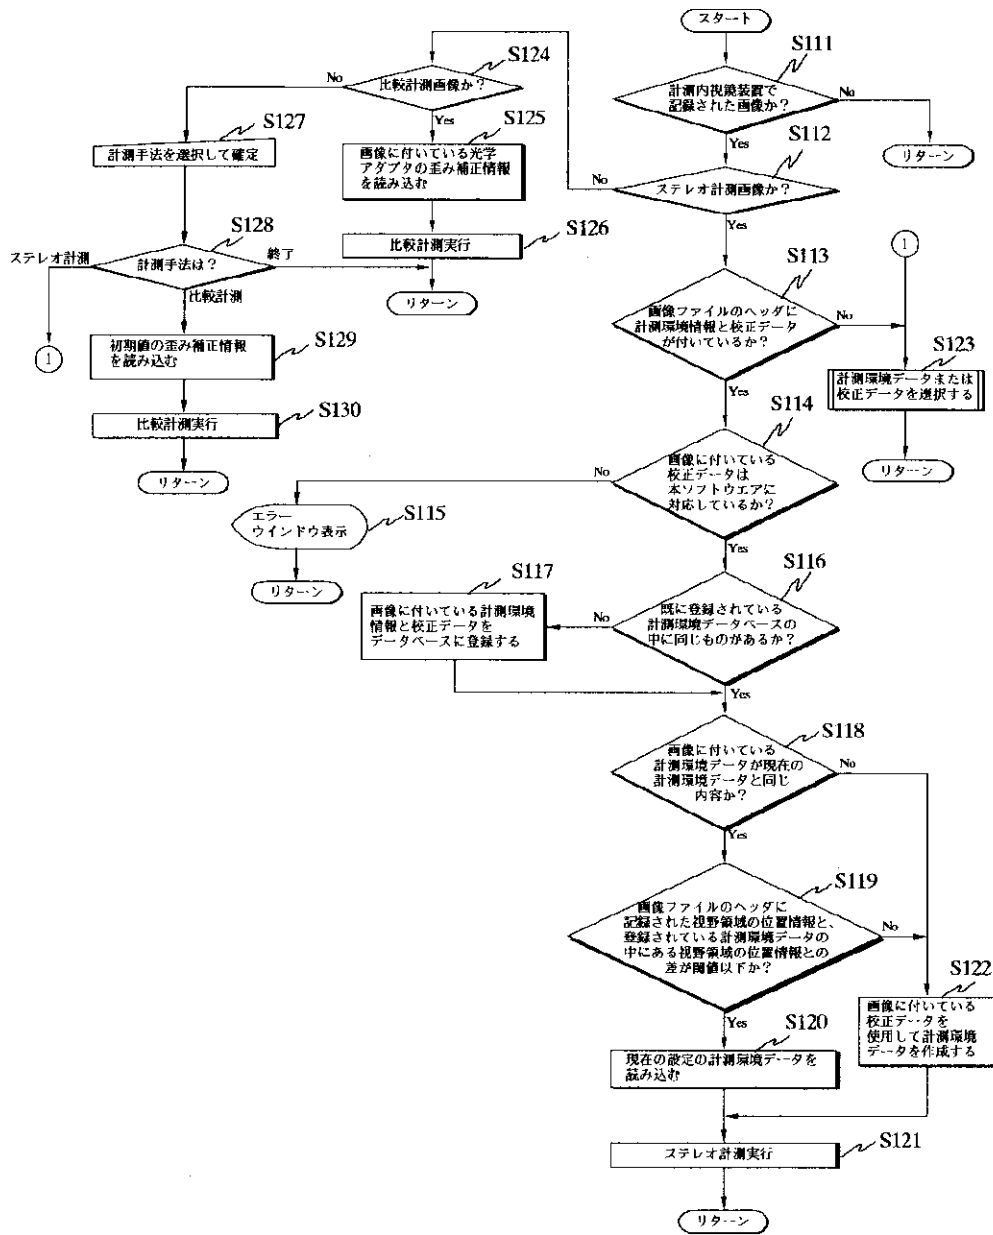 スタート
S111
計測内視鏡装置で
記録された画像か？
No
リターン
Yes
S112
ステレオ計測画像か？
No
Yes
S124
比較計測画像か？
No
Yes
S125
画像に付いている光学
アダプタの歪み補正情報
を読み込む
S126
比較計測実行
リターン
S127
計測手法を選択して確定
S128
計測手法は？
ステレオ計測
終了
比較計測
1
S129
初期値の歪み補正情報
を読み込む
S130
比較計測実行
リターン
S113
画像ファイルのヘッダに
計測環境情報と校正データ
が付いているか？
No
Yes
1
S123
計測環境データまたは
校正データを選択する
リターン
S114
画像に付いている
校正データは
本ソフトウエアに
対応しているか？
No
Yes
S115
エラー
ウインドウ表示
リターン
S116
既に登録されている
計測環境データベースの
中に同じものがあるか？
No
Yes
S117
画像に付いている計測環境
情報と校正データを
データベースに登録する
S118
画像に付いている
計測環境データが現在の
計測環境データと同じ
内容か？
No
Yes
S119
画像ファイルのヘッダに
記録された視野領域の位置情報と、
登録されている計測環境データの
中にある視野領域の位置情報との
差が閾値以下か？
No
Yes
S120
現在の設定の計測環境データを
読み込む
S122
画像に付いている
校正データを
使用して計測環境
データを作成する
S121
ステレオ計測実行
リターン